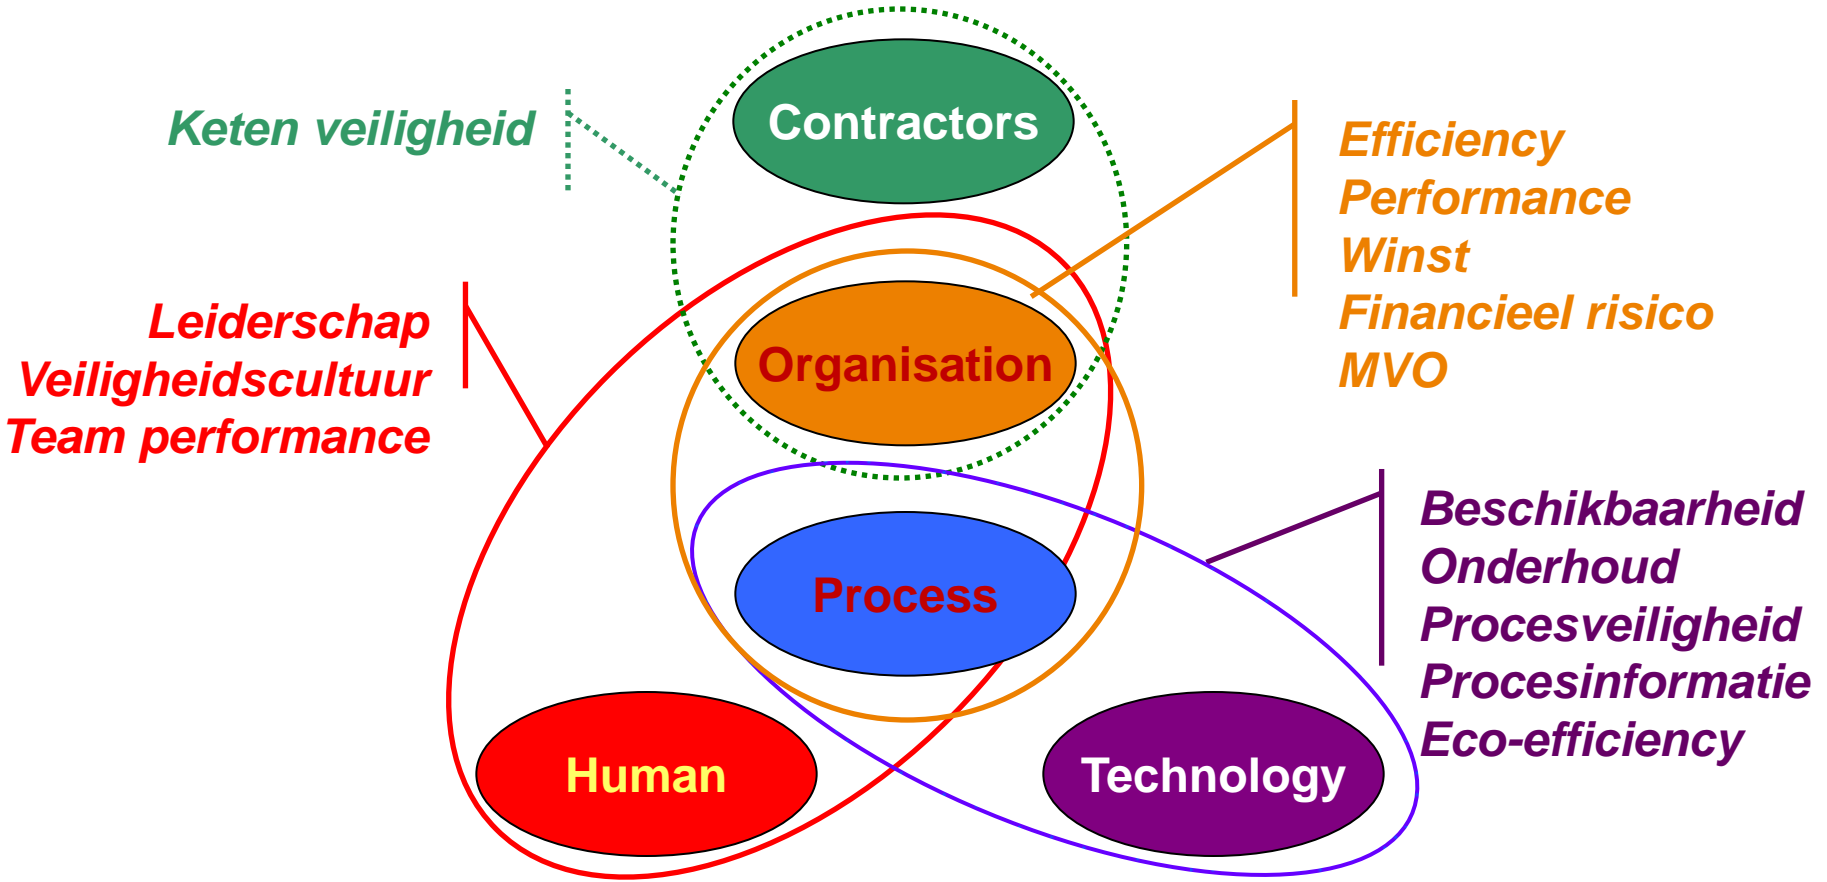 Contractors
Keten veiligheid
Efficiency
Performance
Winst
Financieel risico
MVO
Leiderschap
Veiligheidscultuur
Team performance
Organisation
Beschikbaarheid
Onderhoud
Procesveiligheid
Procesinformatie
Eco-efficiency
Process
Human
Technology